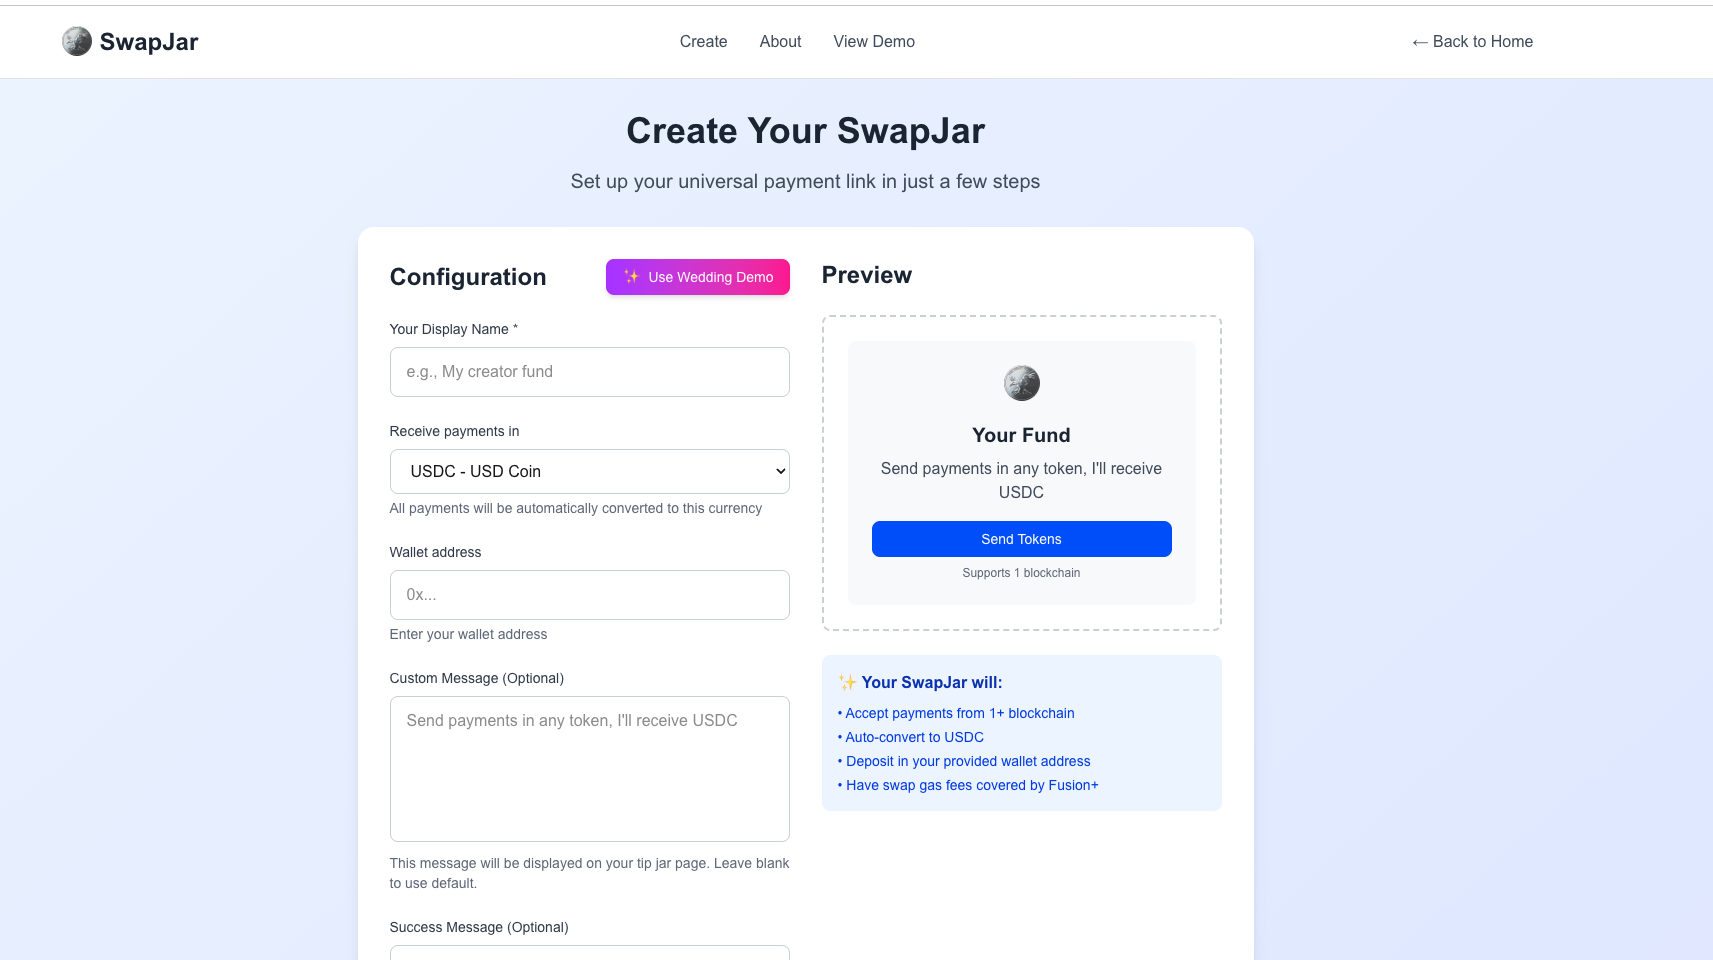 SwapJar
Create
About
View Demo
← Back to Home
Create Your SwapJar
Set up your universal payment link in just a few steps
Configuration
✨ Use Wedding Demo
Your Display Name *
e.g., My creator fund
Receive payments in
USDC - USD Coin
All payments will be automatically converted to this currency
Wallet address
0x...
Enter your wallet address
Custom Message (Optional)
Send payments in any token, I'll receive USDC
This message will be displayed on your tip jar page. Leave blank
to use default.
Success Message (Optional)
Preview
Your Fund
Send payments in any token, I'll receive
USDC
Send Tokens
Supports 1 blockchain
✨ Your SwapJar will:
• Accept payments from 1+ blockchain
• Auto-convert to USDC
• Deposit in your provided wallet address
• Have swap gas fees covered by Fusion+